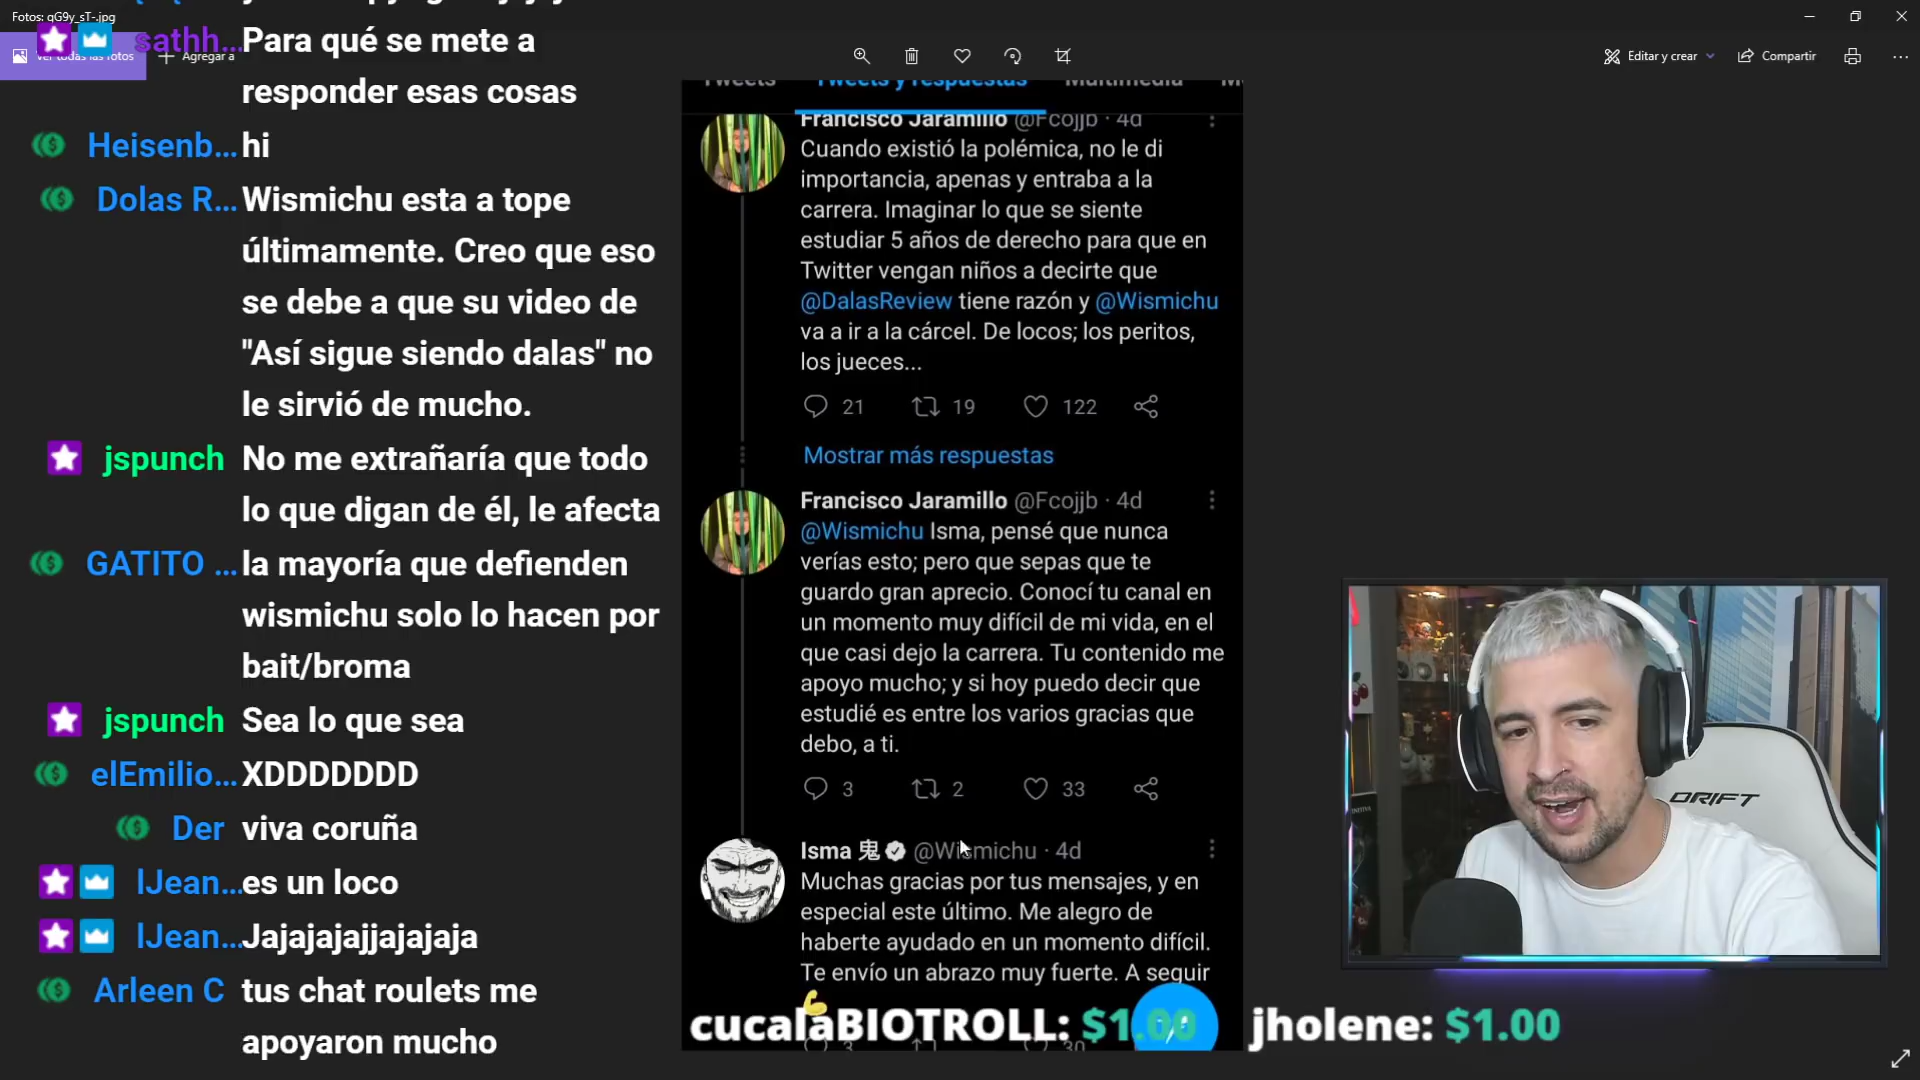 Fotos: qG9y_sT-.jpg
Agregar a
Editar y crear
Compartir
sathh... Para qué se mete a
responder esas cosas
Heisenb... hi
Dolas R... Wismichu esta a tope
últimamente. Creo que eso
se debe a que su video de
"Así sigue siendo dalas" no
le sirvió de mucho.
jspunch No me extrañaría que todo
lo que digan de él, le afecta
GATITO ... la mayoría que defienden
wismichu solo lo hacen por
bait/broma
jspunch Sea lo que sea
elEmilio... XDDDDDDD
Der viva coruña
lJean... es un loco
lJean... Jajajajajjajajaja
Arleen C tus chat roulets me
apoyaron mucho
Tweets Tweets y respuestas Multimedia M
Francisco Jaramillo @Fcojjb · 4d
Cuando existió la polémica, no le di
importancia, apenas y entraba a la
carrera. Imaginar lo que se siente
estudiar 5 años de derecho para que en
Twitter vengan niños a decirte que
@DalasReview tiene razón y @Wismichu
va a ir a la cárcel. De locos; los peritos,
los jueces...
21 19 122
Mostrar más respuestas
Francisco Jaramillo @Fcojjb · 4d
@Wismichu Isma, pensé que nunca
verías esto; pero que sepas que te
guardo gran aprecio. Conocí tu canal en
un momento muy difícil de mi vida, en el
que casi dejo la carrera. Tu contenido me
apoyo mucho; y si hoy puedo decir que
estudié es entre los varios gracias que
debo, a ti.
3 2 33
Isma 鬼 @Wismichu · 4d
Muchas gracias por tus mensajes, y en
especial este último. Me alegro de
haberte ayudado en un momento difícil.
Te envío un abrazo muy fuerte. A seguir
3 30
cucalaBIOTROLL: $1.00 jholene: $1.00
DRIFT